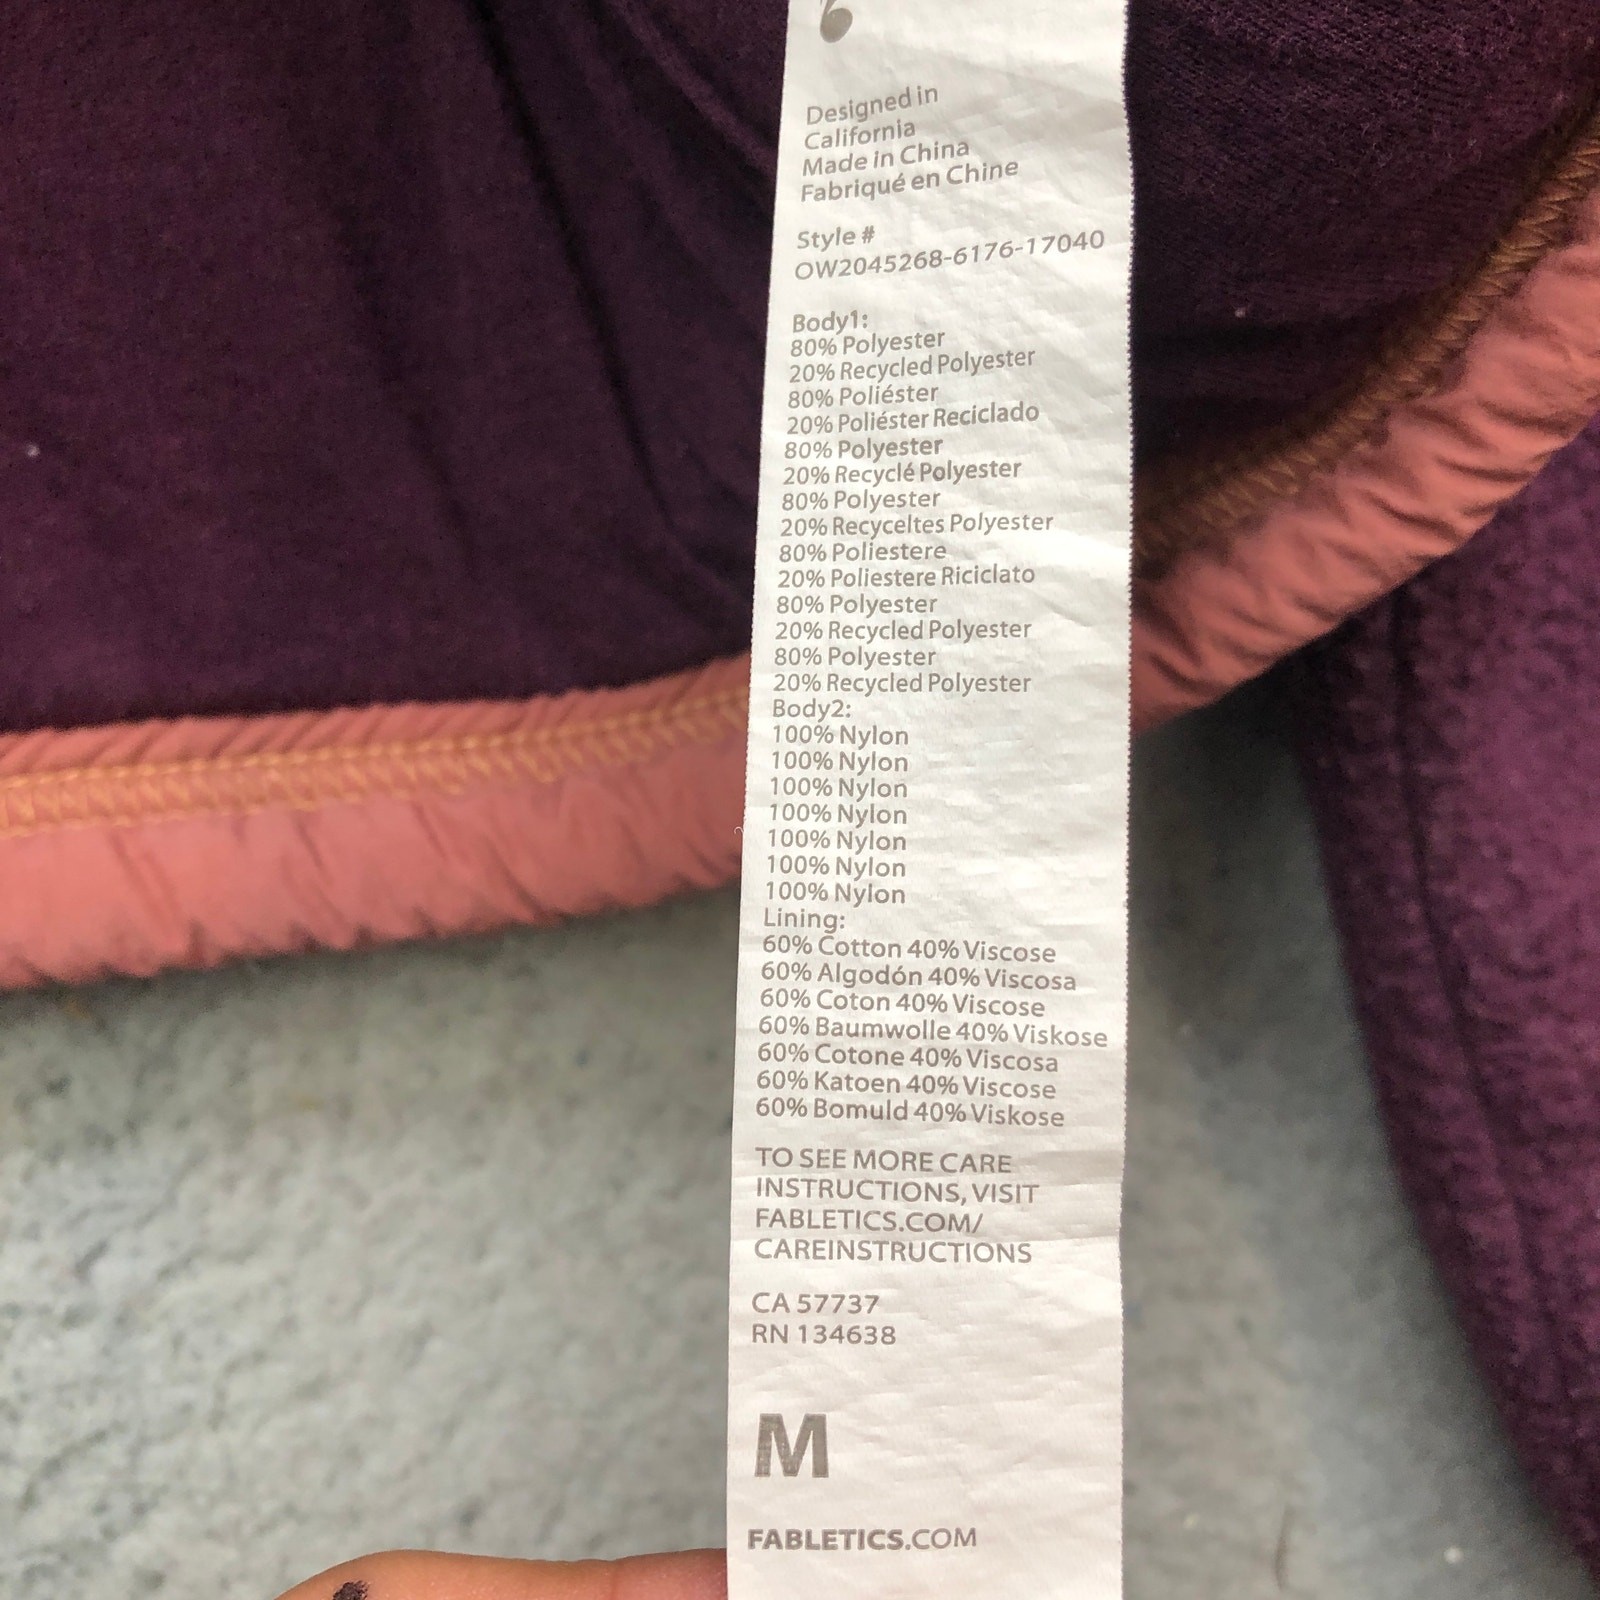 Designed in
California
Made in China
Fabriqué en Chine
Style #
OW2045268-6176-17040
Body1:
80% Polyester
20% Recycled Polyester
80% Poliéster
20% Poliéster Reciclado
80% Polyester
20% Recyclé Polyester
80% Polyester
20% Recyceltes Polyester
80% Poliestere
20% Poliestere Riciclato
80% Polyester
20% Recycled Polyester
80% Polyester
20% Recycled Polyester
Body2:
100% Nylon
100% Nylon
100% Nylon
100% Nylon
100% Nylon
100% Nylon
100% Nylon
Lining:
60% Cotton 40% Viscose
60% Algodón 40% Viscosa
60% Coton 40% Viscose
60% Baumwolle 40% Viskose
60% Cotone 40% Viscosa
60% Katoen 40% Viscose
60% Bomuld 40% Viskose
TO SEE MORE CARE
INSTRUCTIONS, VISIT
FABLETICS.COM/
CAREINSTRUCTIONS
CA 57737
RN 134638
M
FABLETICS.COM